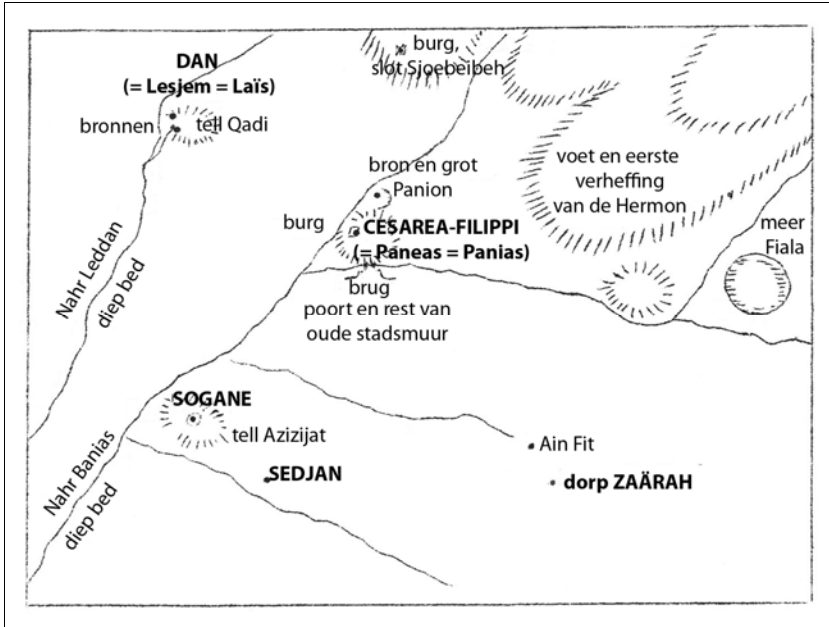 DAN
(= Lesjem = Laïs)
burg,
slot Sjoebeibeh
bronnen
tell Qadi
bron en grot
Panion
voet en eerste
verheffing
van de Hermon
burg
CESAREA-FILIPPI
(= Paneas = Panias)
meer
Fiala
brug
poort en rest van
oude stadsmuur
Nahr Leddan
diep bed
SOGANE
tell Azizijat
Ain Fit
SEDJAN
dorp ZAÄRAH
Nahr Banias
diep bed